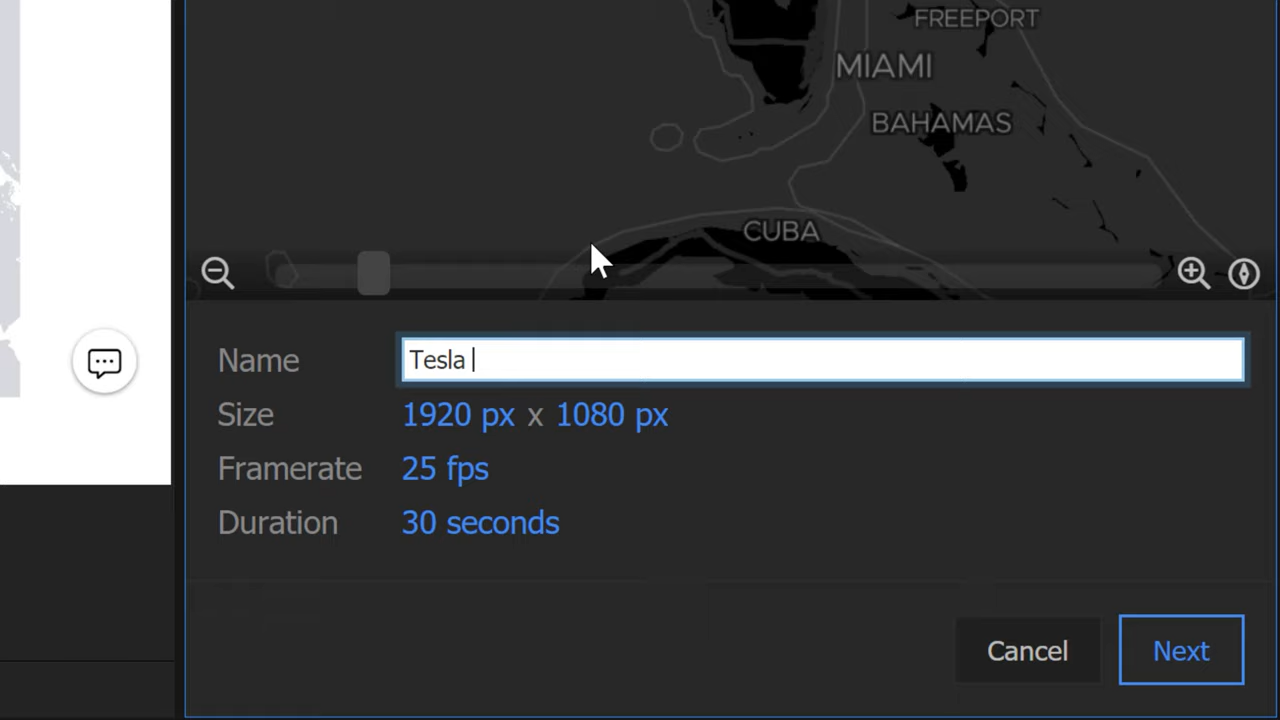 FREEPORT
MIAMI
BAHAMAS
CUBA
Name Tesla
Size 1920 px x 1080 px
Framerate 25 fps
Duration 30 seconds
Cancel Next